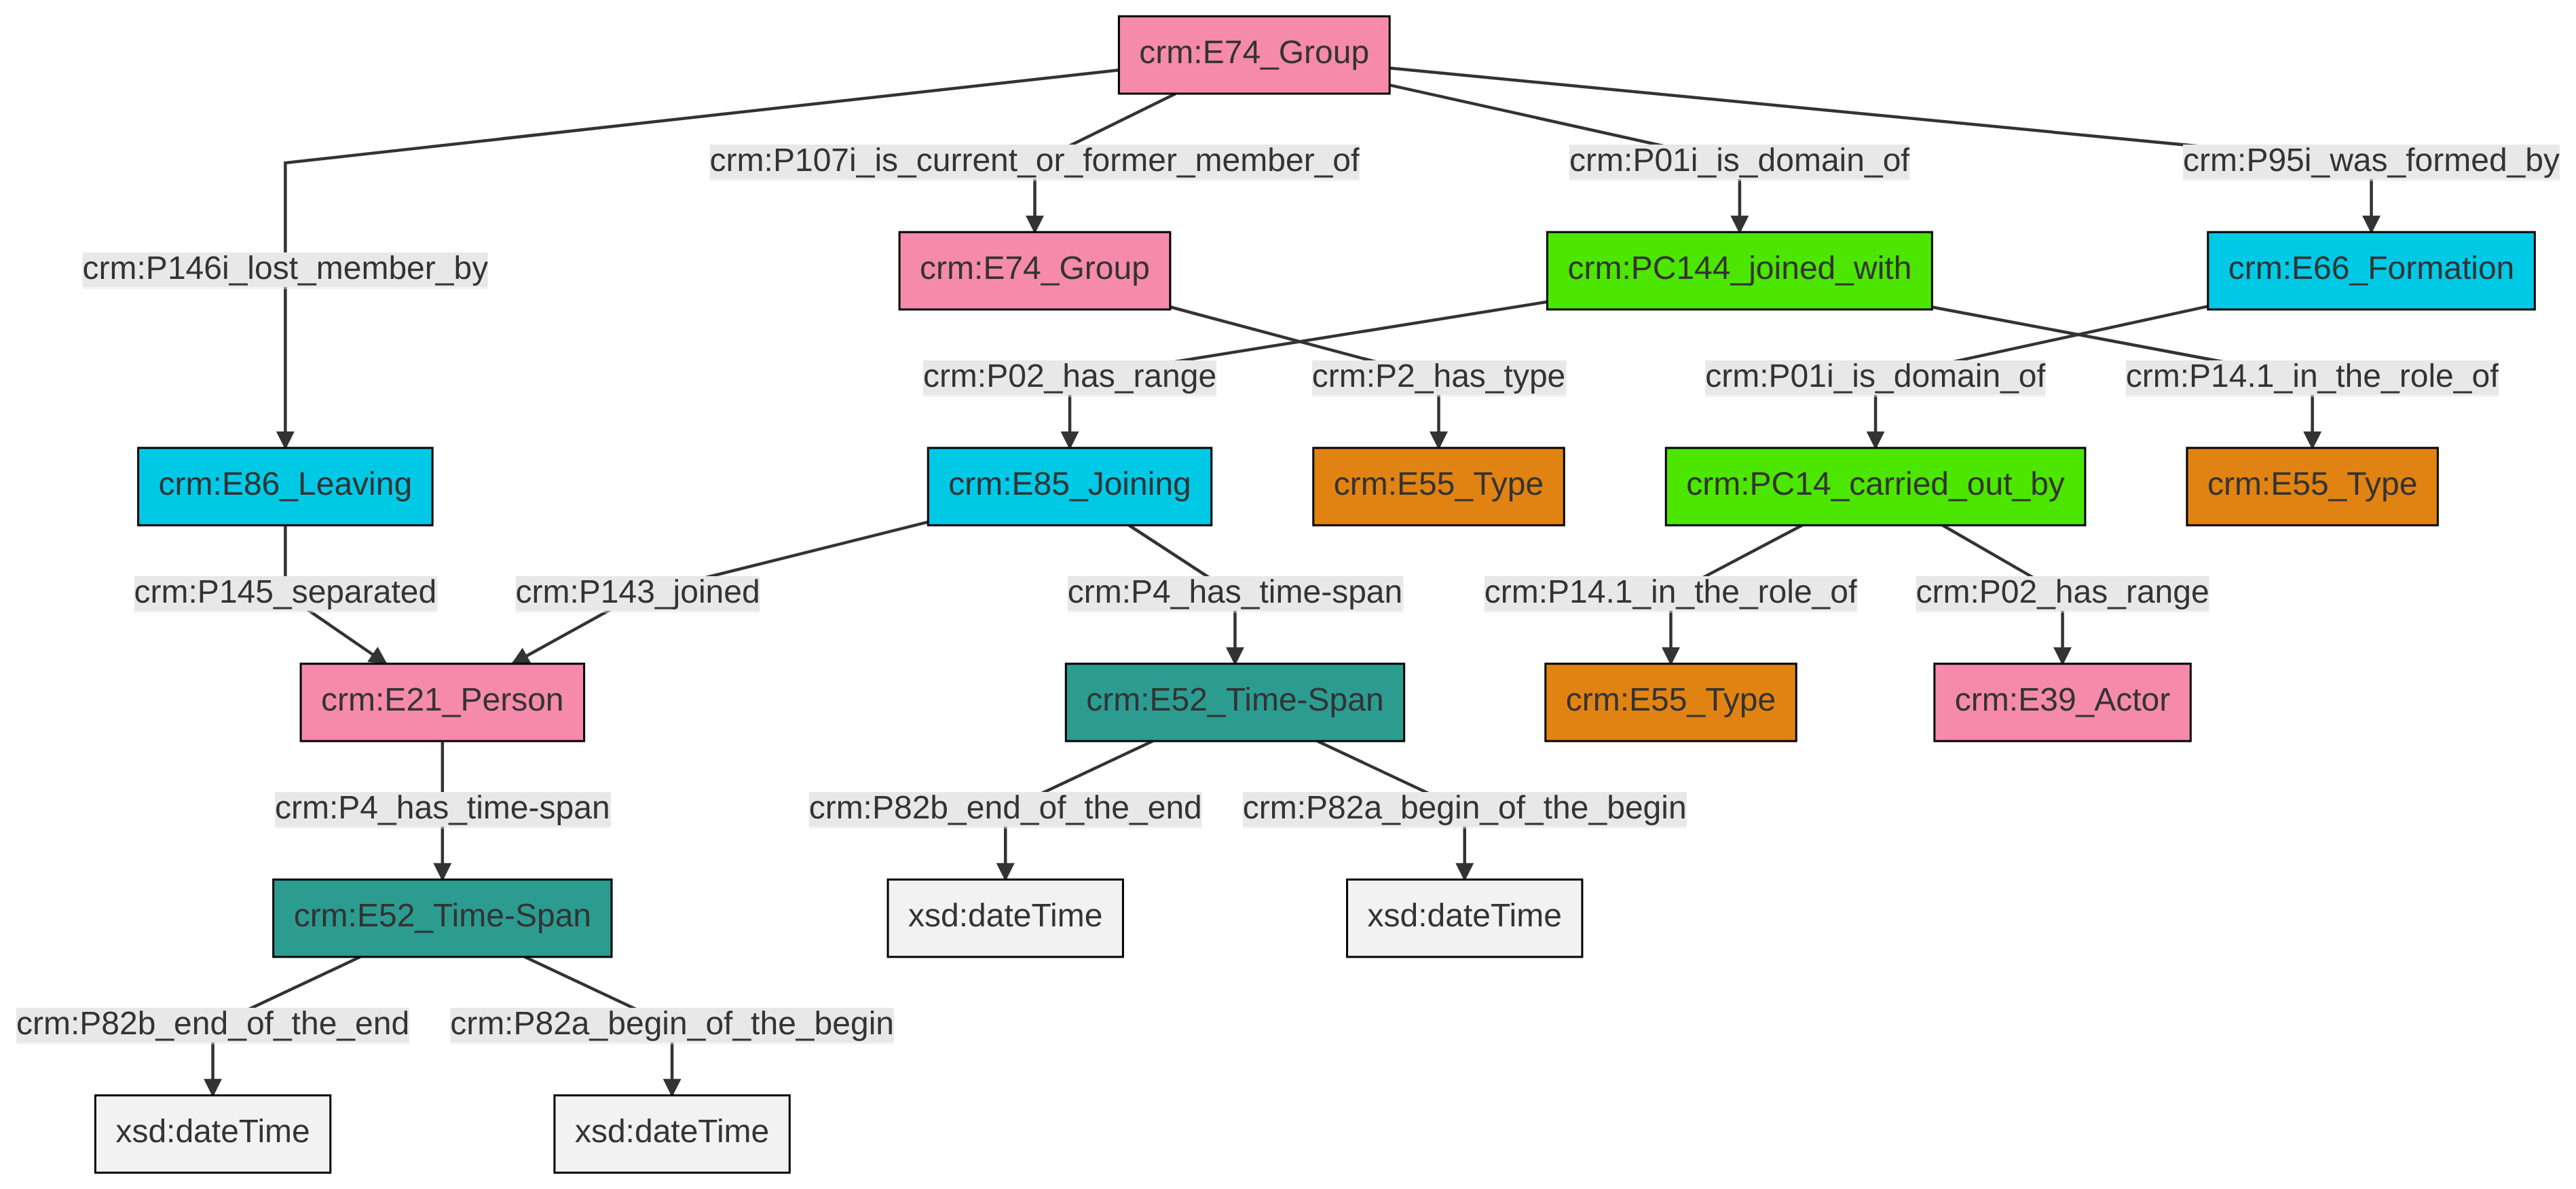 crm:E74_Group
crm:P107i_is_current_or_former_member_of
crm:P01i_is_domain_of
crm:P95i_was_formed_by
crm:P146i_lost_member_by
crm:E74_Group
crm:PC144_joined_with
crm:E66_Formation
crm:P02_has_range
crm:P2_has_type
crm:P01i_is_domain_of
crm:P14.1_in_the_role_of
crm:E86_Leaving
crm:E85_Joining
crm:E55_Type
crm:PC14_carried_out_by
crm:E55_Type
crm:P145_separated
crm:P143_joined
crm:P4_has_time-span
crm:P14.1_in_the_role_of
crm:P02_has_range
crm:E21_Person
crm:E52_Time-Span
crm:E55_Type
crm:E39_Actor
crm:P4_has_time-span
crm:P82b_end_of_the_end
crm:P82a_begin_of_the_begin
crm:E52_Time-Span
xsd:dateTime
xsd:dateTime
crm:P82b_end_of_the_end
crm:P82a_begin_of_the_begin
xsd:dateTime
xsd:dateTime